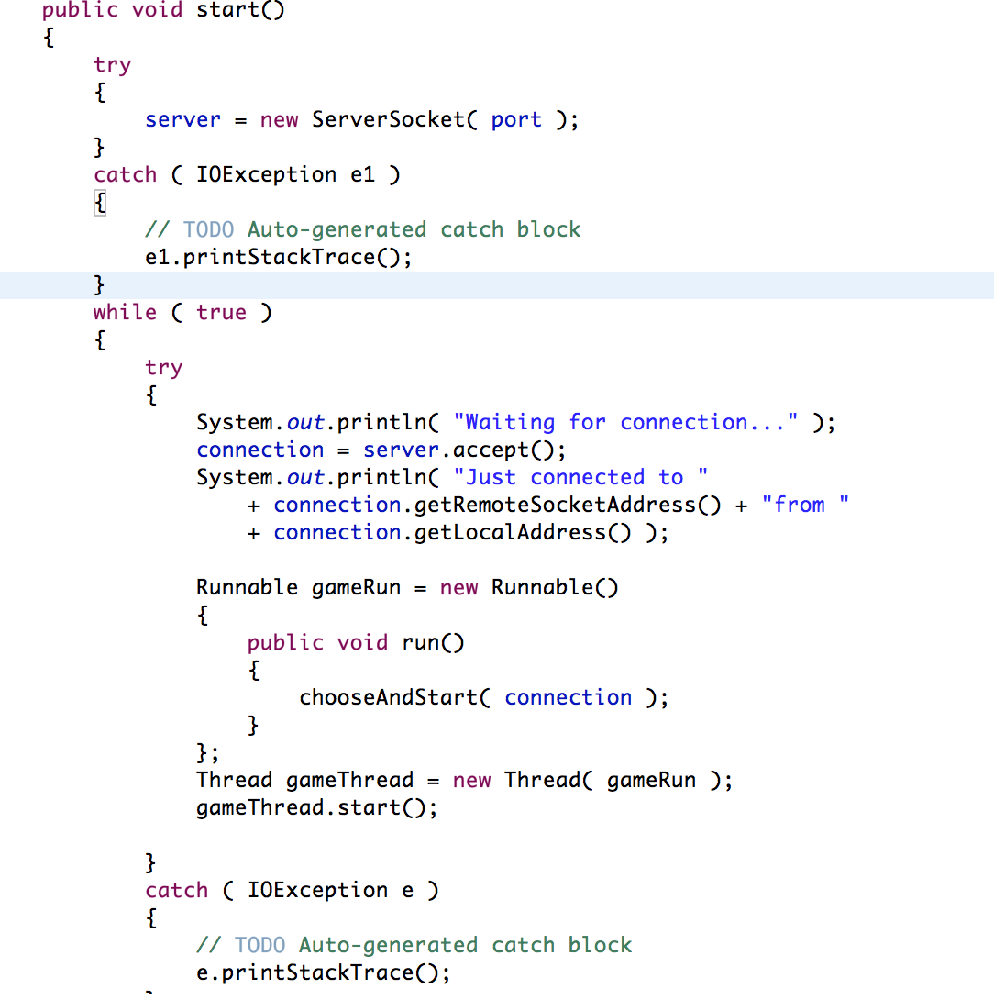 public void start()
{
try
{
server = new ServerSocket( port );
}
catch ( IOException e1 )
{
// TODO Auto-generated catch block
e1.printStackTrace();
}
while ( true )
{
try
{
System.out.println( "Waiting for connection..." );
connection = server.accept();
System.out.println( "Just connected to "
+ connection.getRemoteSocketAddress() + "from "
+ connection.getLocalAddress() );
Runnable gameRun = new Runnable()
{
public void run()
{
chooseAndStart( connection );
}
};
Thread gameThread = new Thread( gameRun );
gameThread.start();
}
catch ( IOException e )
{
// TODO Auto-generated catch block
e.printStackTrace();